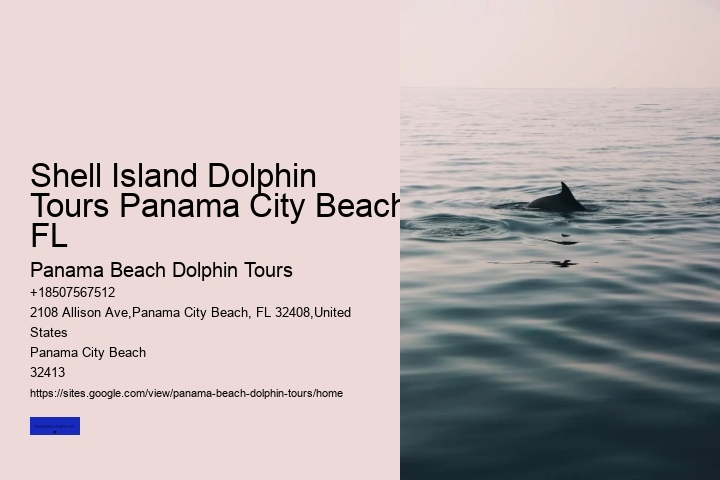 Shell Island Dolphin
Tours Panama City Beach
FL
Panama Beach Dolphin Tours
+18507567512
2108 Allison Ave,Panama City Beach, FL 32408,United
States
Panama City Beach
32413
https://sites.google.com/view/panama-beach-dolphin-tours/home